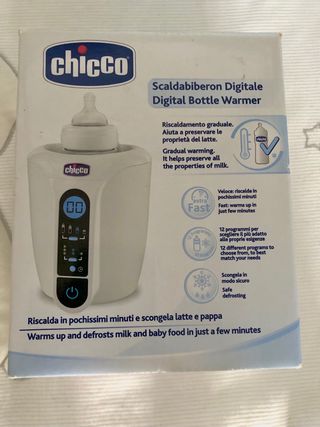 chicco
Scaldabiberon Digitale
Digital Bottle Warmer
Riscaldamento graduale.
Aiuta a preservare le
proprietà del latte.
Gradual warming.
It helps preserve all
the properties of milk.
chicco
00
extra
Fast
Veloce: riscalda in
pochissimi minuti
Fast: warms up in
just few minutes
12 programmi per
scegliere il più adatto
alle proprie esigenze
12 different programs to
choose from, to best
match your needs
Scongela in
modo sicuro
Safe
defrosting
Riscalda in pochissimi minuti e scongela latte e pappa
Warms up and defrosts milk and baby food in just a few minutes